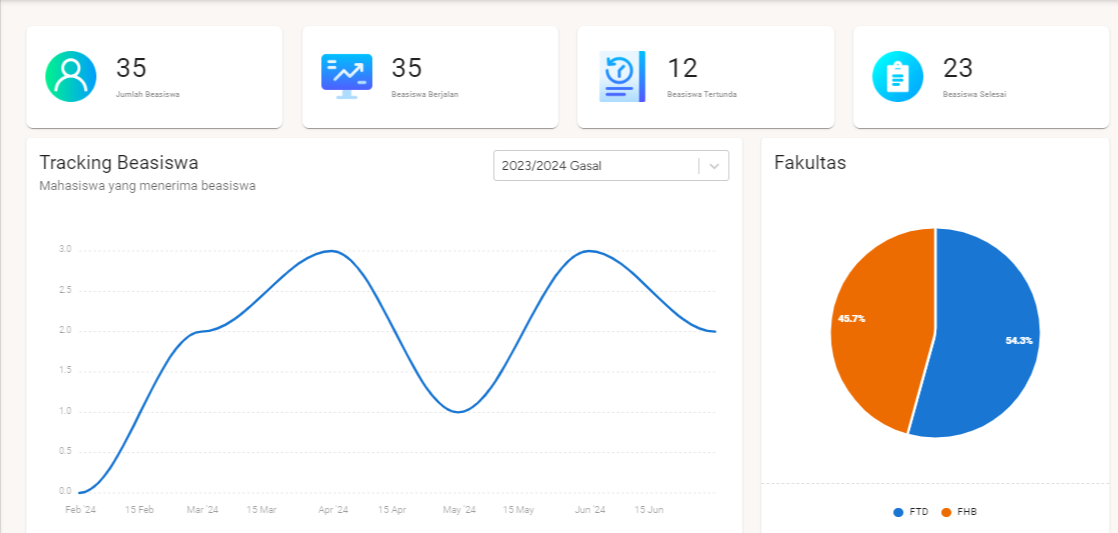 35
Jumlah Beasiswa
35
Beasiswa Berjalan
12
Beasiswa Tertunda
23
Beasiswa Selesai
Tracking Beasiswa
Mahasiswa yang menerima beasiswa
2023/2024 Gasal
3.0
2.5
2.0
1.5
1.0
0.5
0.0
Feb '24 15 Feb Mar '24 15 Mar Apr '24 15 Apr May '24 15 May Jun '24 15 Jun
Fakultas
45.7%
54.3%
FTD FHB